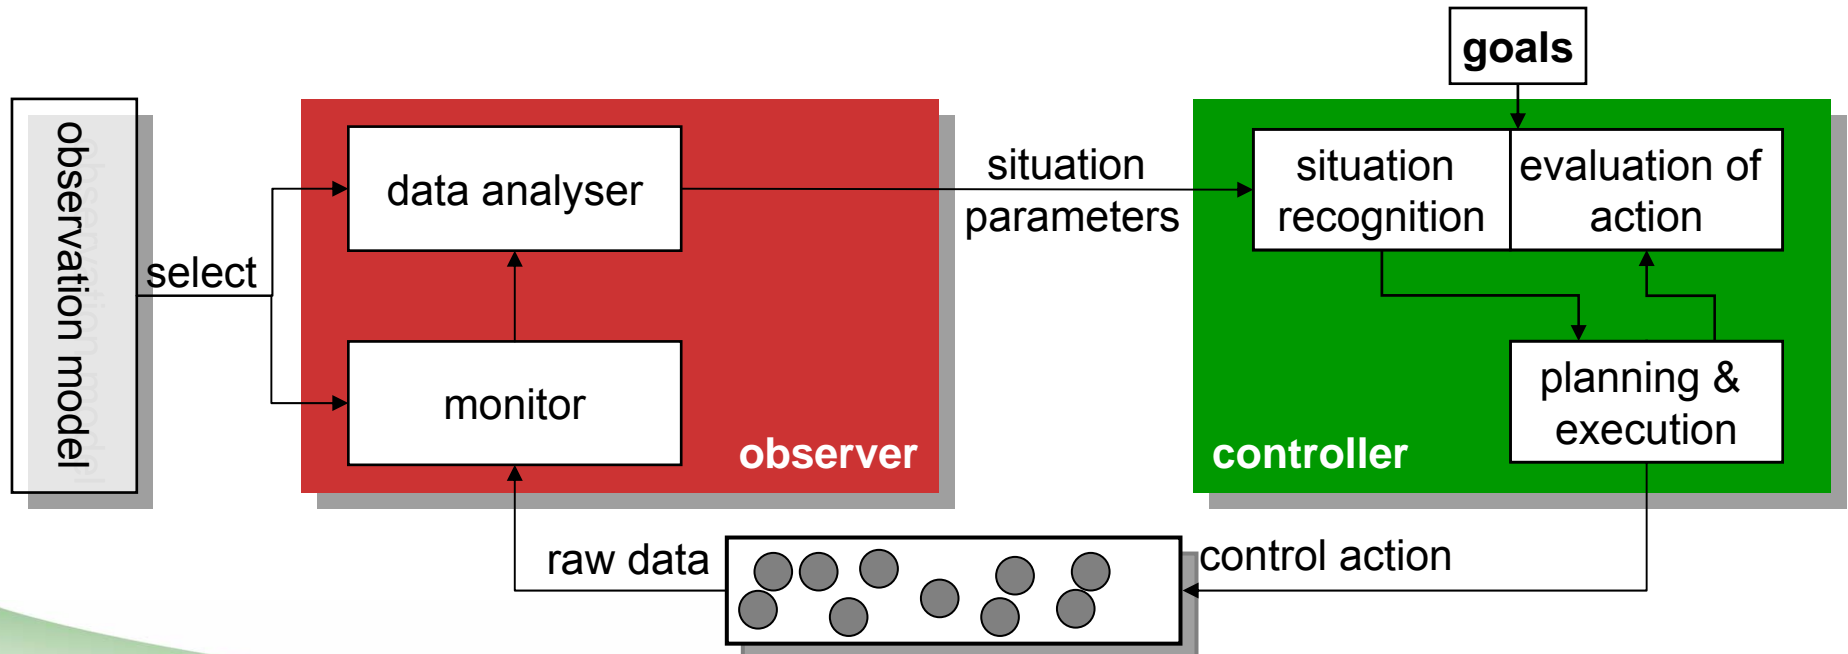 goals
observation model
data analyser
situation
parameters
situation
recognition
evaluation of
action
select
monitor
planning &
execution
observer
controller
raw data
control action